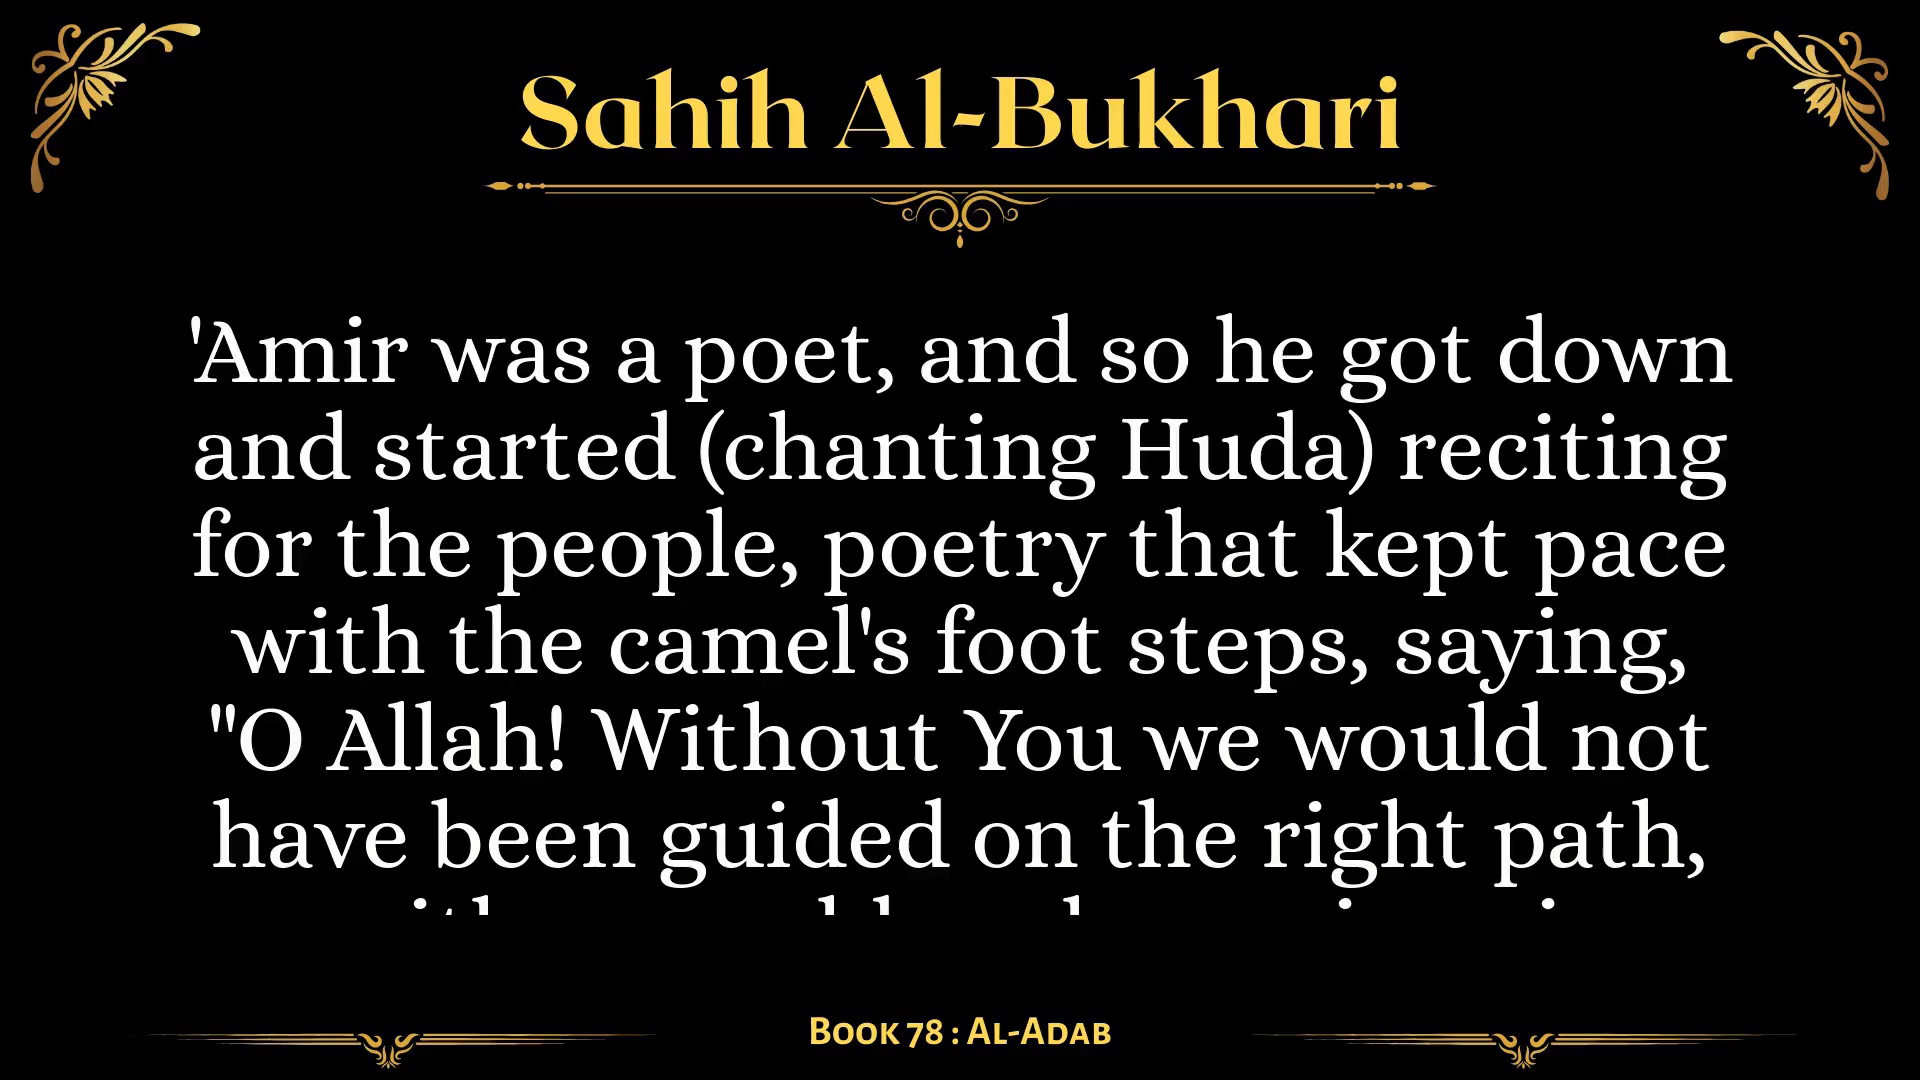 Sahih Al-Bukhari
'Amir was a poet, and so he got down
and started (chanting Huda) reciting
for the people, poetry that kept pace
with the camel's foot steps, saying,
"O Allah! Without You we would not
have been guided on the right path,
Book 78 : Al-Adab